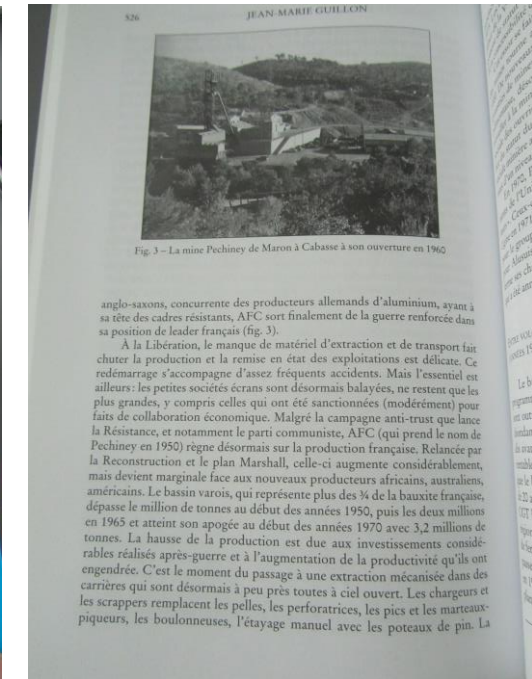 526
JEAN-MARIE GUILLON
Fig. 3 – La mine Pechiney de Maron à Cabasse à son ouverture en 1960
anglo-saxons, concurrente des producteurs allemands d'aluminium, ayant à
sa tête des cadres résistants, AFC sort finalement de la guerre renforcée dans
sa position de leader français (fig. 3).
À la Libération, le manque de matériel d'extraction et de transport fait
chuter la production et la remise en état des exploitations est délicate. Ce
redémarrage s'accompagne d'assez fréquents accidents. Mais l'essentiel est
ailleurs : les petites sociétés écrans sont désormais balayées, ne restent que les
plus grandes, y compris celles qui ont été sanctionnées (modérément) pour
faits de collaboration économique. Malgré la campagne anti-trust que lance
la Résistance, et notamment le parti communiste, AFC (qui prend le nom de
Pechiney en 1950) règne désormais sur la production française. Relancée par
la Reconstruction et le plan Marshall, celle-ci augmente considérablement,
mais devient marginale face aux nouveaux producteurs africains, australiens,
américains. Le bassin varois, qui représente plus des ¾ de la bauxite française,
dépasse le million de tonnes au début des années 1950, puis les deux millions
en 1965 et atteint son apogée au début des années 1970 avec 3,2 millions de
tonnes. La hausse de la production est due aux investissements considé-
rables réalisés après-guerre et à l'augmentation de la productivité qu'ils ont
engendrée. C'est le moment du passage à une extraction mécanisée dans des
carrières qui sont désormais à peu près toutes à ciel ouvert. Les chargeurs et
les scrappers remplacent les pelles, les perforatrices, les pics et les marteaux-
piqueurs, les boulonneuses, l'étayage manuel avec les poteaux de pin. La